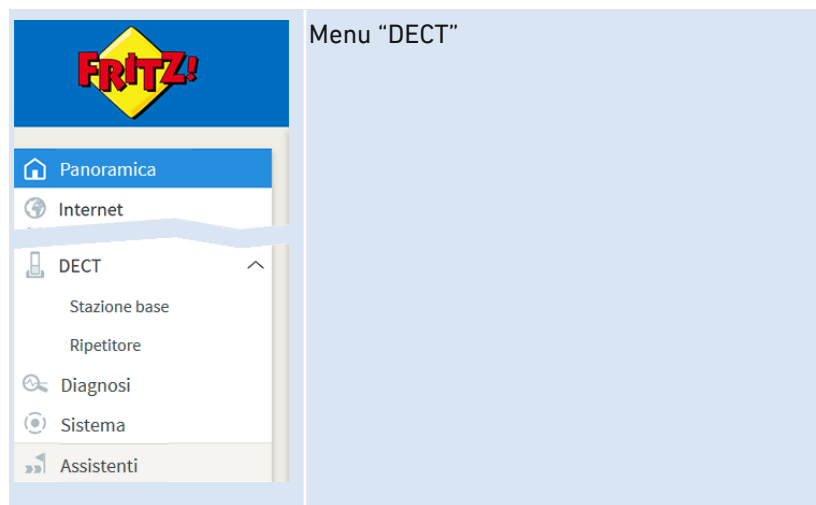 FRITZ!
Menu “DECT”
Panoramica
Internet
DECT
Stazione base
Ripetitore
Diagnosi
Sistema
Assistenti